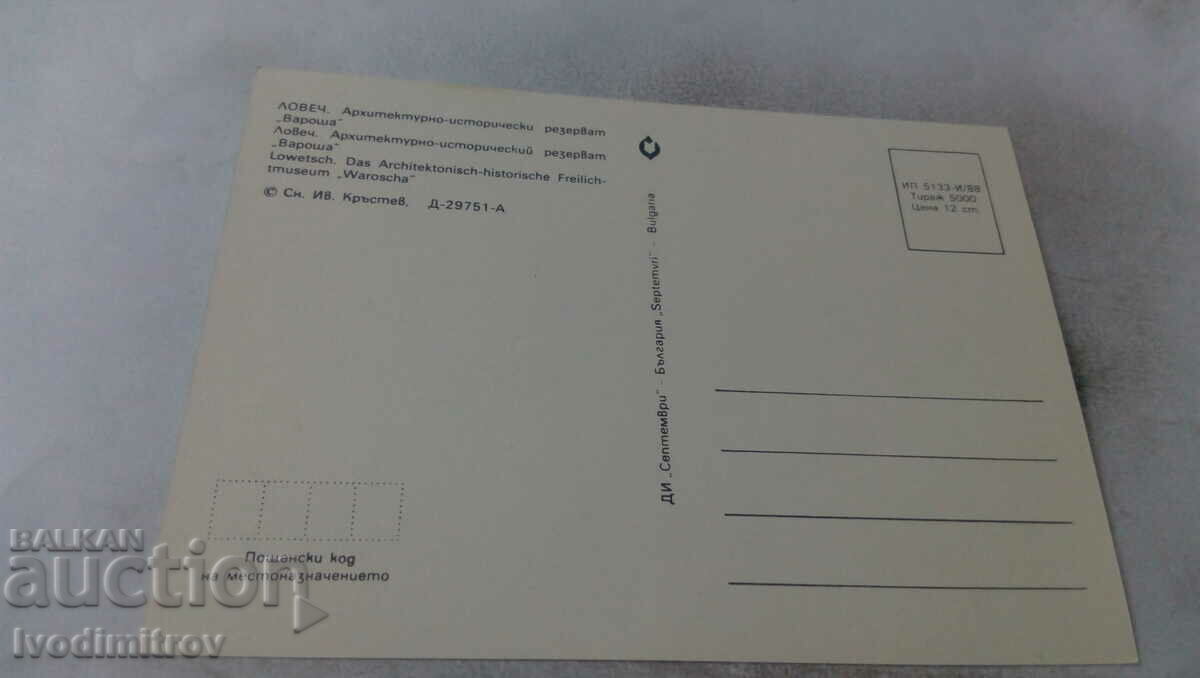 ЛОВЕЧ. Архитектурно-исторически резерват
„Вароша“
Ловеч. Архитектурно-исторический резерват
„Вароша“
Lowetsch. Das Architektonisch-historische Freilich-
tmuseum „Waroscha“
© Сн. Ив. Кръстев, Д-29751-А
ДИ „Септември“ - България „Septemvri“ - Bulgaria
ИП 5133-И/88
Тираж 5000
Цена 12 ст.
Пощенски код
на местоназначението
BALKAN
auction
Ivodimitrov